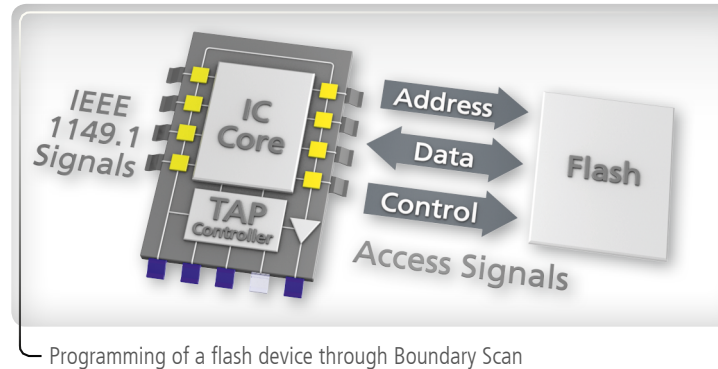 IEEE
1149.1
Signals
IC
Core
TAP
Controller
Address
Data
Control
Access Signals
Flash
Programming of a flash device through Boundary Scan